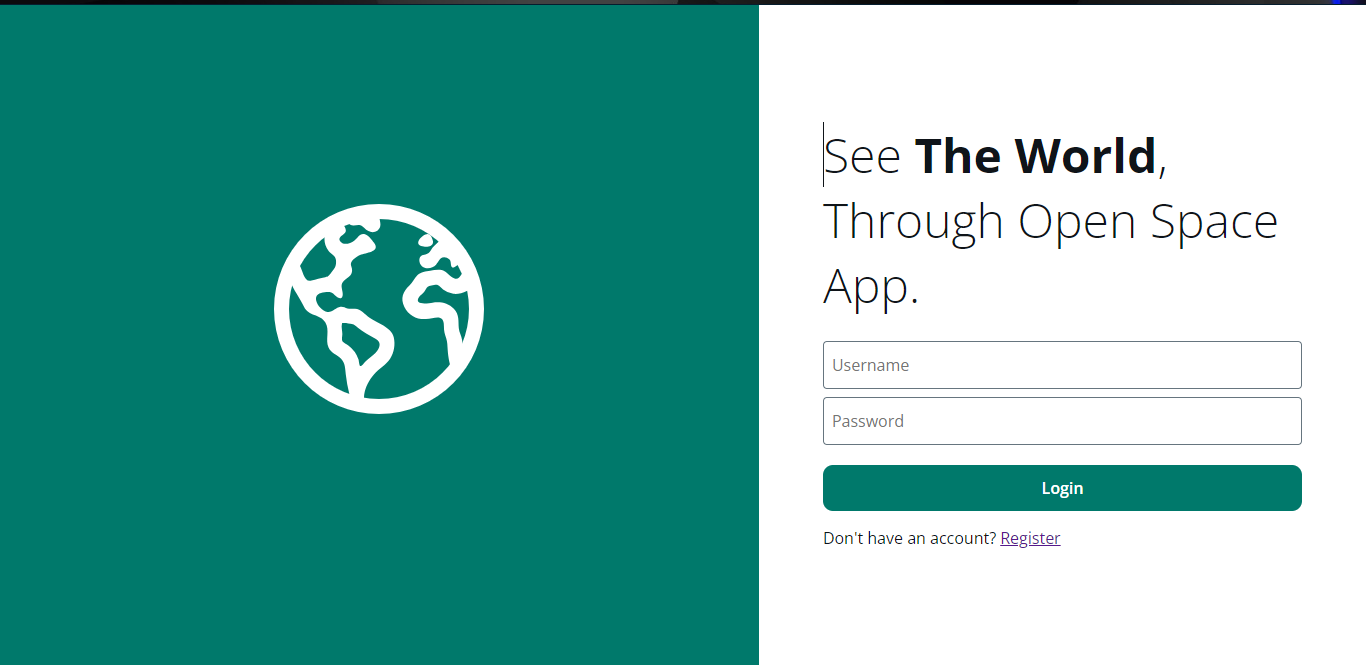 See The World,
Through Open Space
App.
Username
Password
Login
Don't have an account? Register